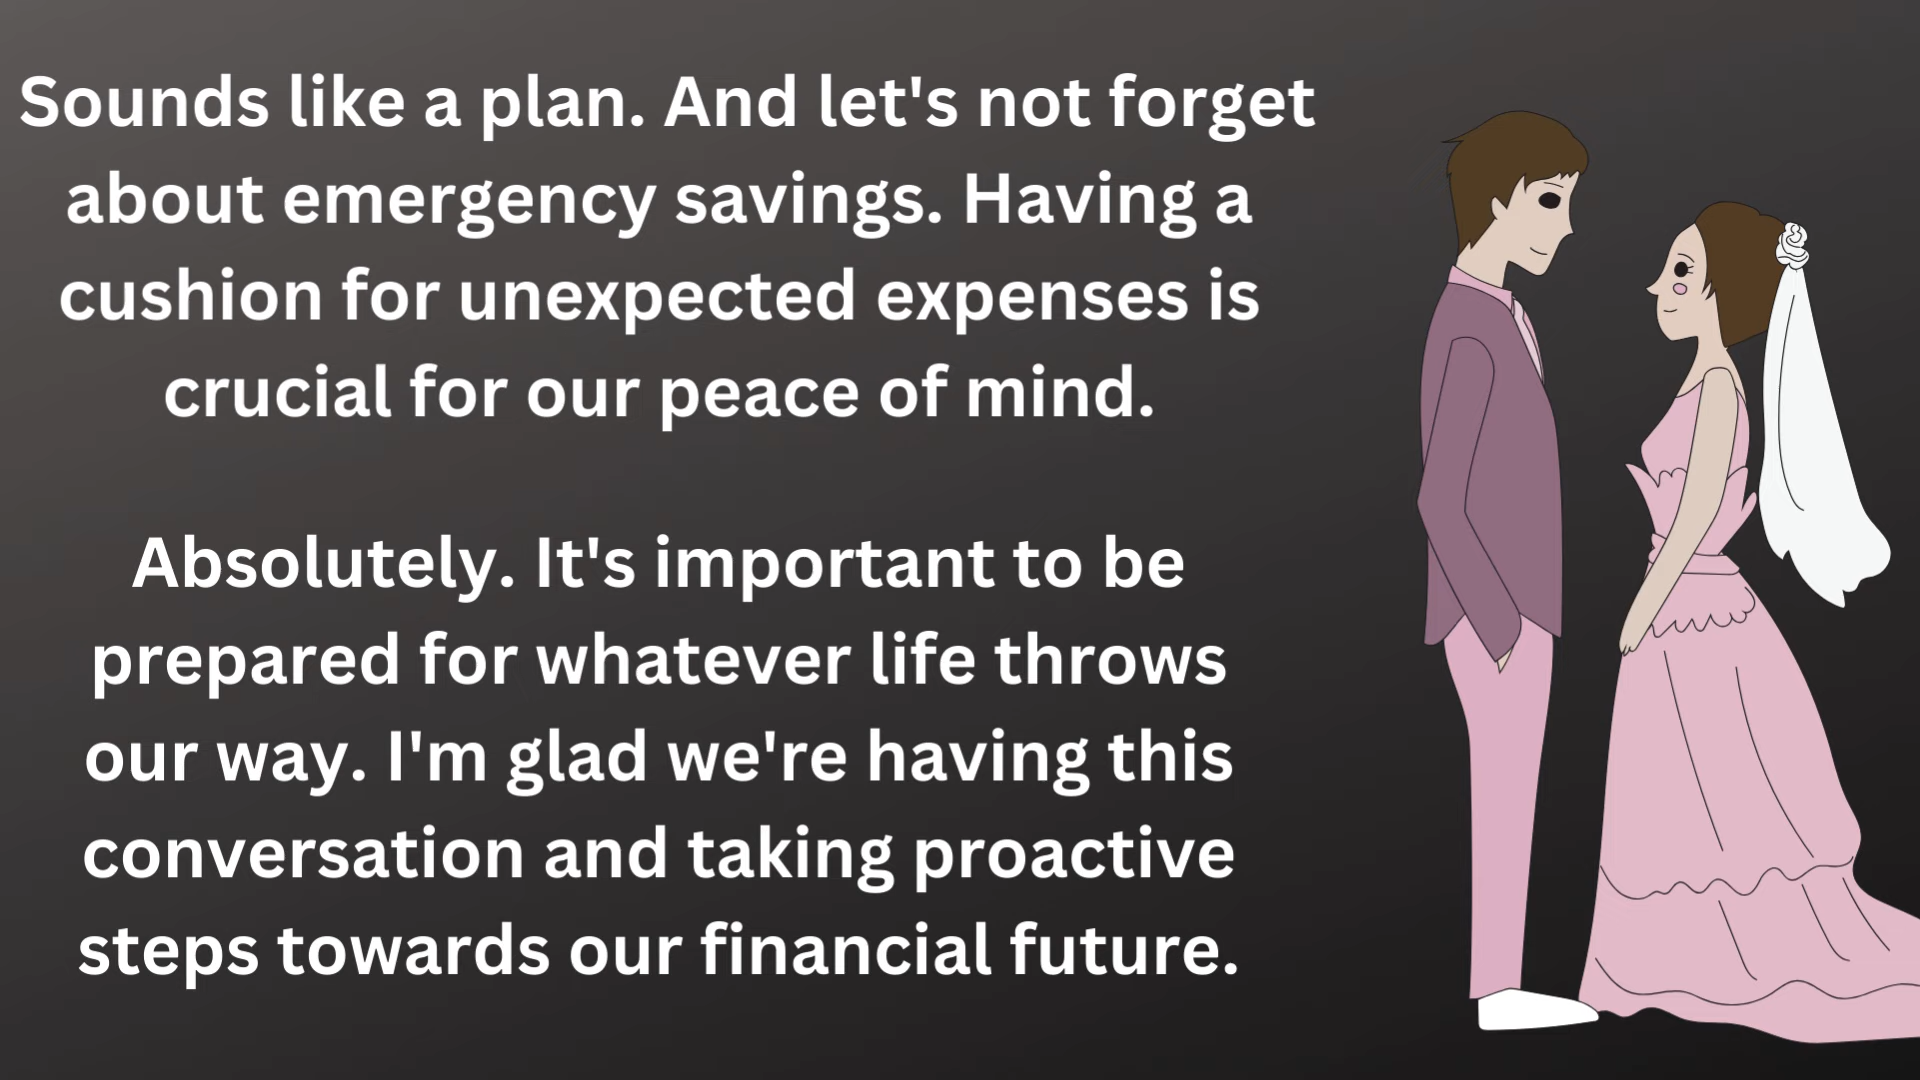 Sounds like a plan. And let's not forget
about emergency savings. Having a
cushion for unexpected expenses is
crucial for our peace of mind.
Absolutely. It's important to be
prepared for whatever life throws
our way. I'm glad we're having this
conversation and taking proactive
steps towards our financial future.